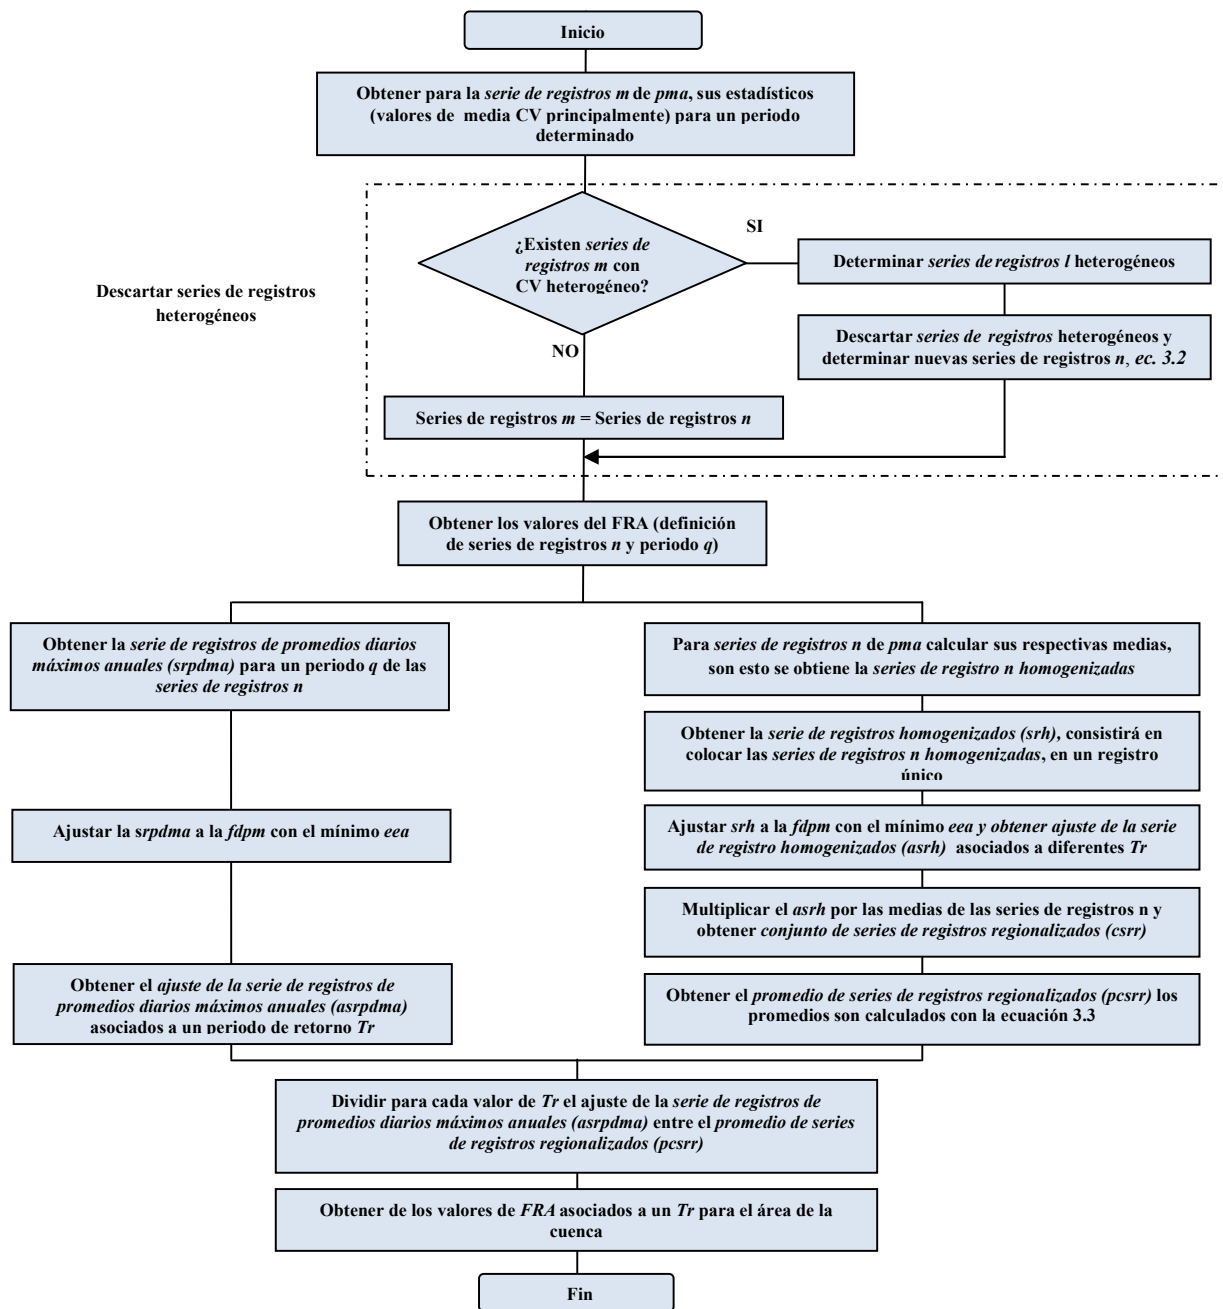 Inicio
Obtener para la serie de registros m de pma, sus estadísticos
(valores de media CV principalmente) para un periodo
determinado
¿Existen series de
registros m con
CV heterogéneo?
SI
Determinar series de registros l heterogéneos
Descartar series de registros
heterogéneos
Descartar series de registros heterogéneos y
determinar nuevas series de registros n, ec. 3.2
NO
Series de registros m = Series de registros n
Obtener los valores del FRA (definición
de series de registros n y periodo q)
Obtener la serie de registros de promedios diarios
máximos anuales (srpdma) para un periodo q de las
series de registros n
Ajustar la srpdma a la fdpm con el mínimo eea
Obtener el ajuste de la serie de registros de
promedios diarios máximos anuales (asrpdma)
asociados a un periodo de retorno Tr
Para series de registros n de pma calcular sus respectivas medias,
son esto se obtiene la series de registro n homogenizadas
Obtener la serie de registros homogenizados (srh), consistirá en
colocar las series de registros n homogenizadas, en un registro
único
Ajustar srh a la fdpm con el mínimo eea y obtener ajuste de la serie
de registro homogenizados (asrh) asociados a diferentes Tr
Multiplicar el asrh por las medias de las series de registros n y
obtener conjunto de series de registros regionalizados (csrr)
Obtener el promedio de series de registros regionalizados (pcsrr) los
promedios son calculados con la ecuación 3.3
Dividir para cada valor de Tr el ajuste de la serie de registros de
promedios diarios máximos anuales (asrpdma) entre el promedio de series
de registros regionalizados (pcsrr)
Obtener de los valores de FRA asociados a un Tr para el área de la
cuenca
Fin